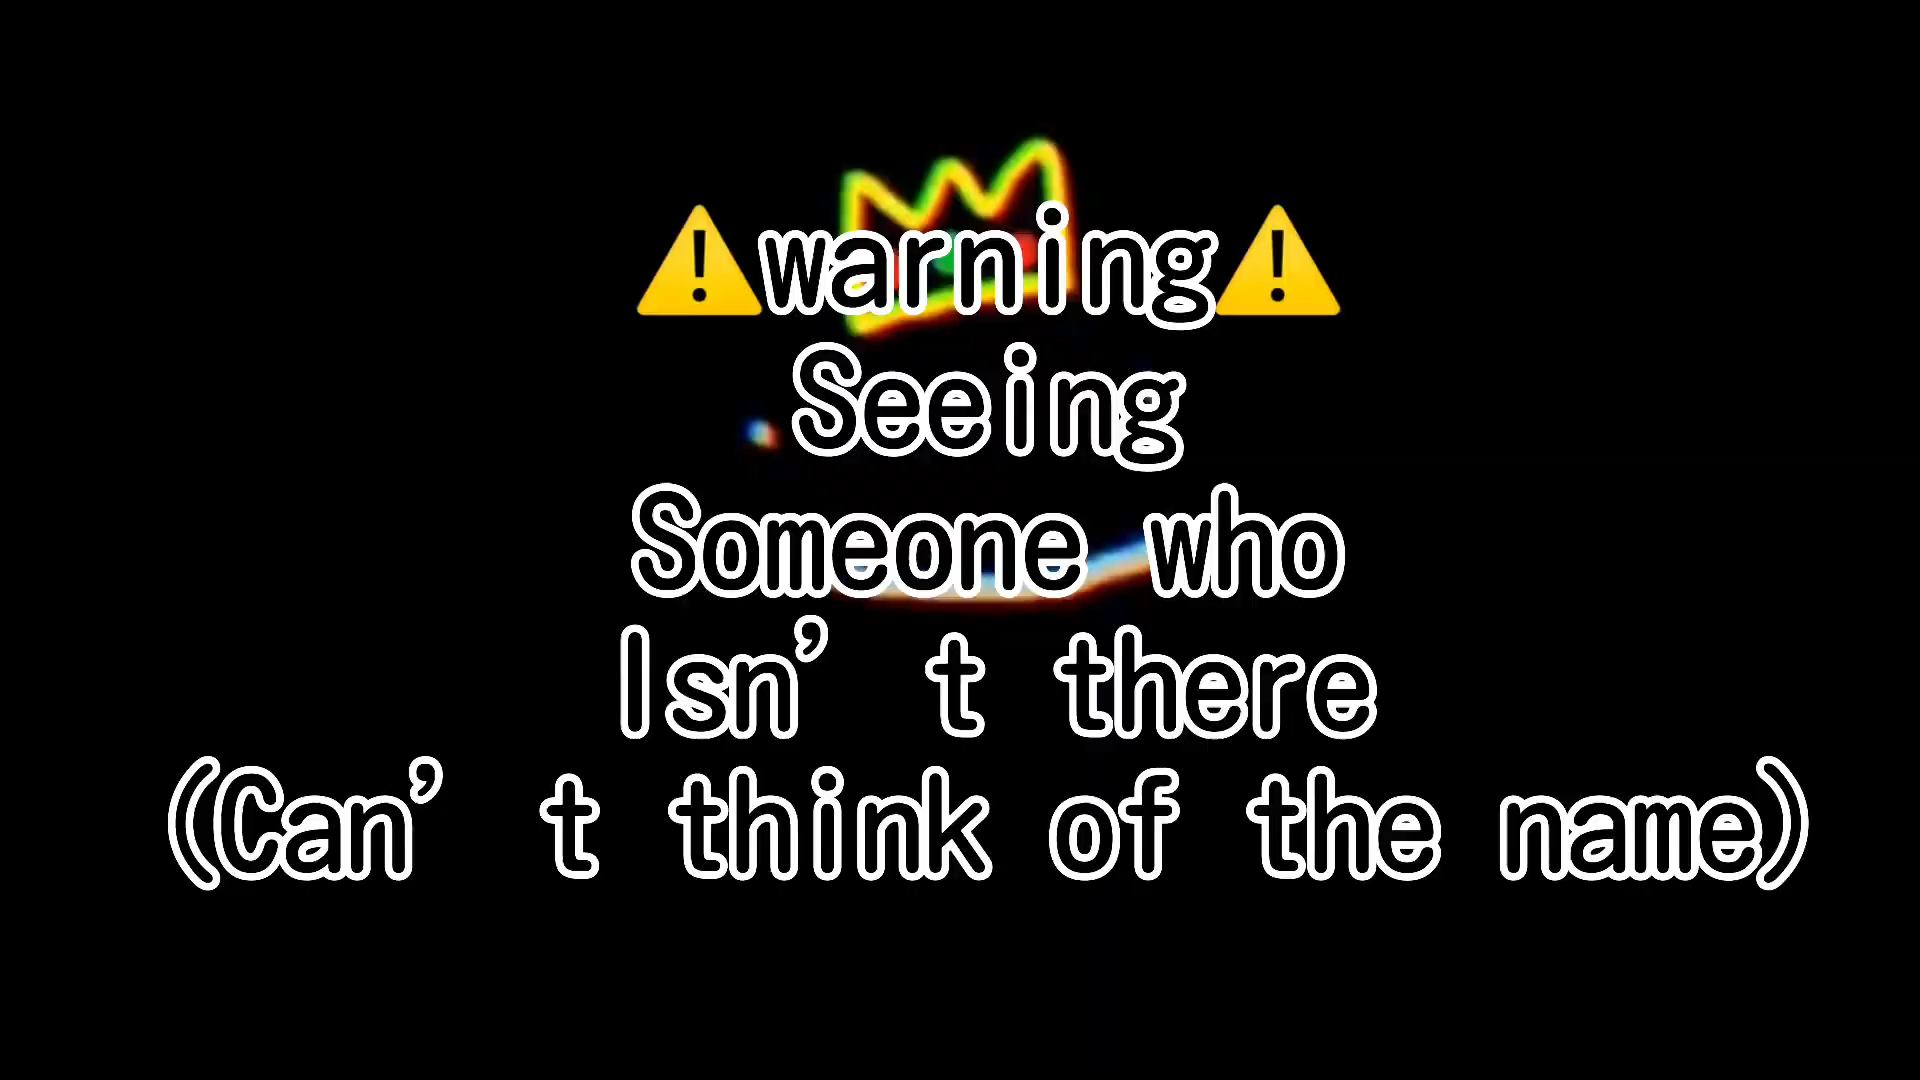 ⚠️warning⚠️
Seeing
Someone who
Isn’t there
(Can’t think of the name)